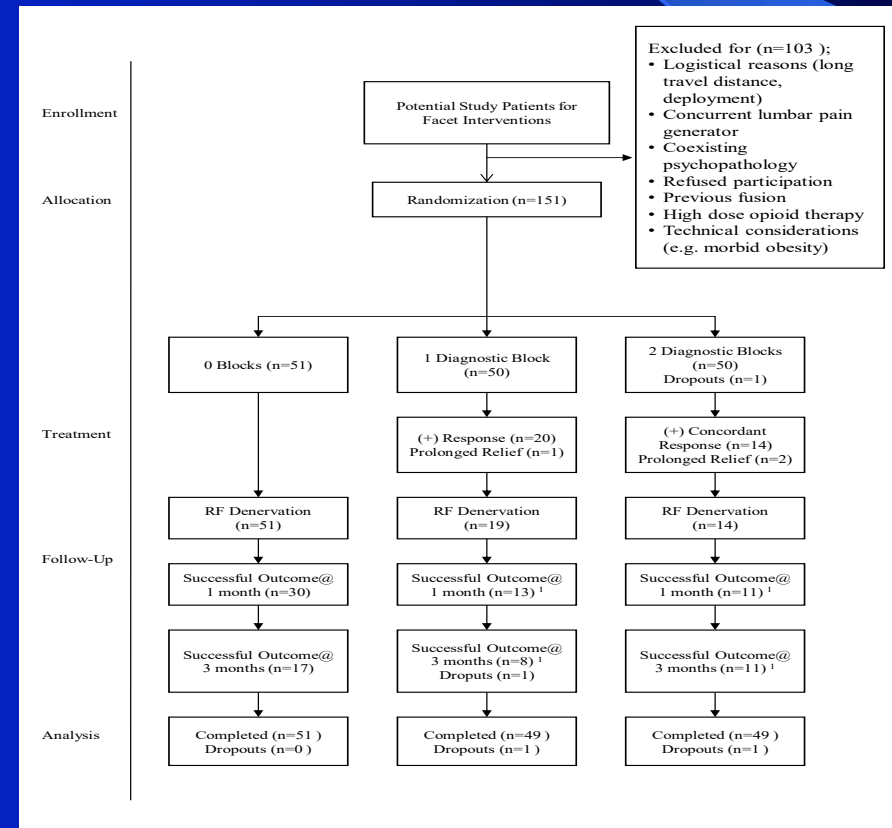 Enrollment
Potential Study Patients for
Facet Interventions
Excluded for (n=103 );
• Logistical reasons (long
travel distance,
deployment)
• Concurrent lumbar pain
generator
• Coexisting
psychopathology
• Refused participation
• Previous fusion
• High dose opioid therapy
• Technical considerations
(e.g. morbid obesity)
Allocation
Randomization (n=151)
0 Blocks (n=51)
1 Diagnostic Block
(n=50)
2 Diagnostic Blocks
(n=50)
Dropouts (n=1)
Treatment
(+) Response (n=20)
Prolonged Relief (n=1)
(+) Concordant
Response (n=14)
Prolonged Relief (n=2)
RF Denervation
(n=51)
RF Denervation
(n=19)
RF Denervation
(n=14)
Follow-Up
Successful Outcome@
1 month (n=30)
Successful Outcome@
1 month (n=13) ¹
Successful Outcome@
1 month (n=11) ¹
Successful Outcome@
3 months (n=17)
Successful Outcome@
3 months (n=8) ¹
Droputs (n=1)
Successful Outcome@
3 months (n=11) ¹
Analysis
Completed (n=51 )
Dropouts (n=0 )
Completed (n=49 )
Dropouts (n=1 )
Completed (n=49 )
Dropouts (n=1 )